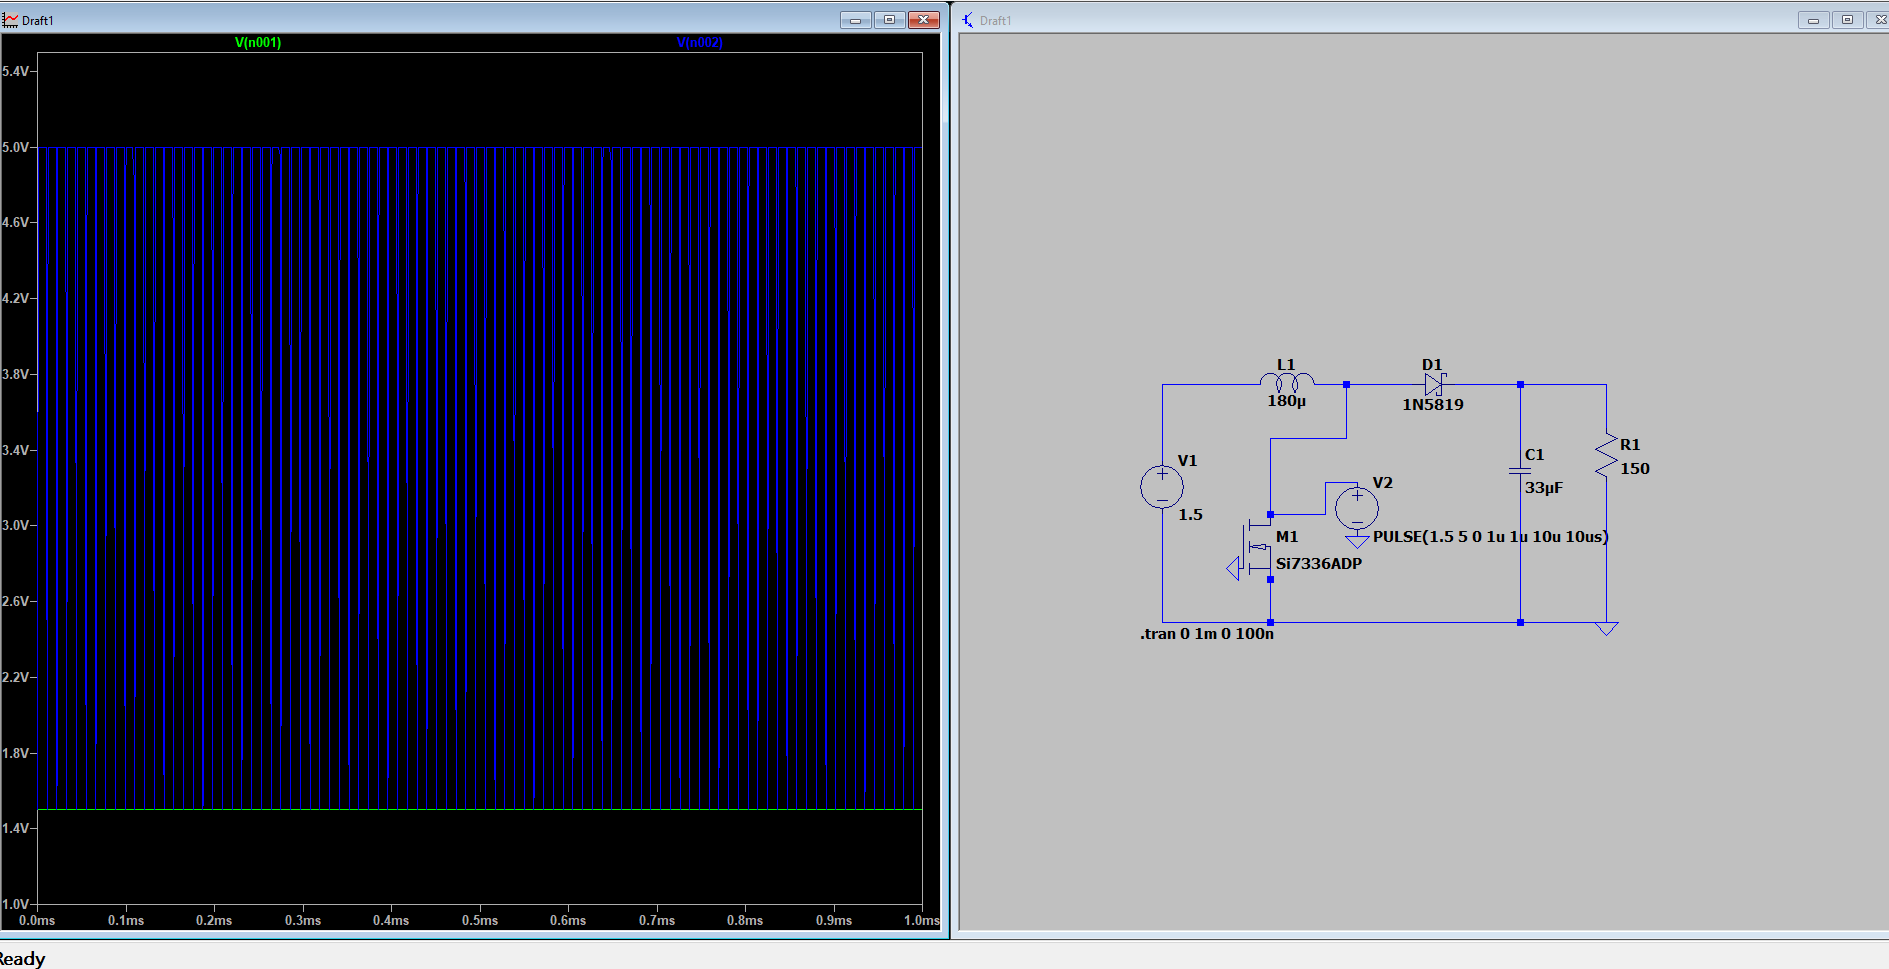 Draft1
V(n001)
V(n002)
5.4V
5.0V
4.6V
4.2V
3.8V
3.4V
3.0V
2.6V
2.2V
1.8V
1.4V
1.0V
0.0ms
0.1ms
0.2ms
0.3ms
0.4ms
0.5ms
0.6ms
0.7ms
0.8ms
0.9ms
1.0ms
Draft1
L1
180µ
D1
1N5819
V1
1.5
V2
PULSE(1.5 5 0 1u 1u 10u 10us)
M1
Si7336ADP
C1
33µF
R1
150
.tran 0 1m 0 100n
Ready